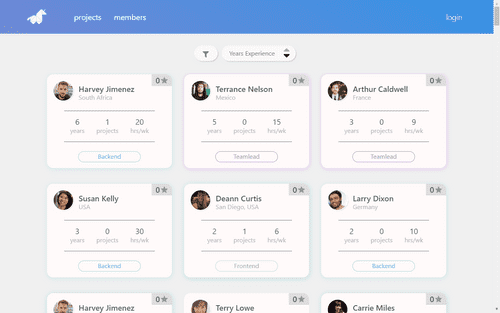 projects members login
Years Experience
0★ 0★ 0★
Harvey Jimenez Terrance Nelson Arthur Caldwell
South Africa Mexico France
6 1 20 5 0 15 3 0 9
years projects hrs/wk years projects hrs/wk years projects hrs/wk
Backend Teamlead Teamlead
0★ 0★ 0★
Susan Kelly Deann Curtis Larry Dixon
USA San Diego, USA Germany
3 0 30 2 1 6 2 0 10
years projects hrs/wk years projects hrs/wk years projects hrs/wk
Backend Frontend Backend
0★ 0★ 0★
Harvey Jimenez Terry Lowe Carrie Miles